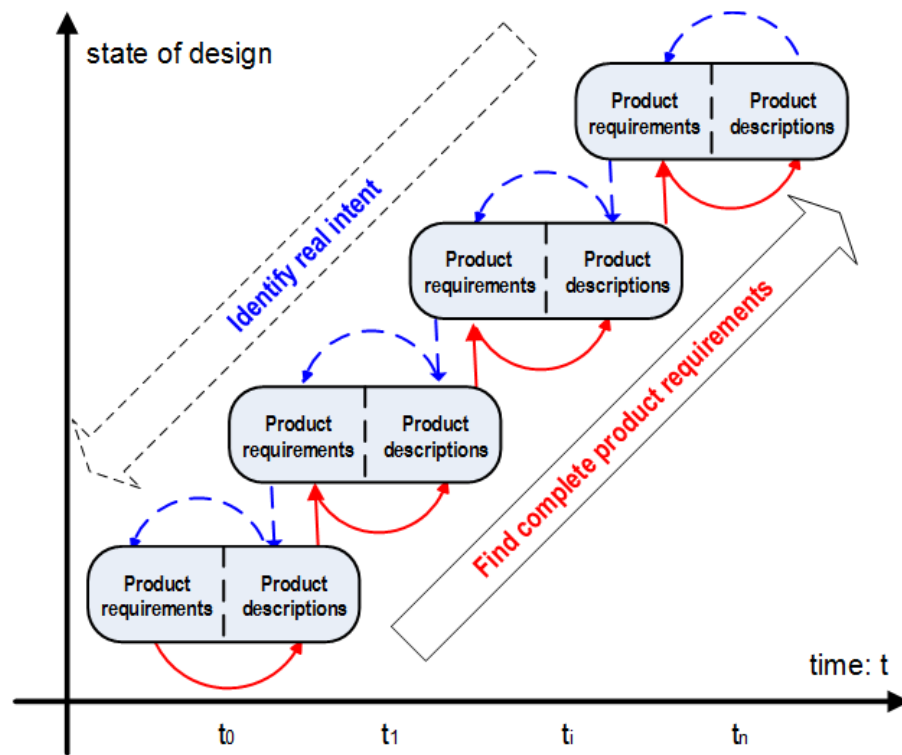 state of design
Product
requirements
Product
descriptions
Identify real intent
Product
requirements
Product
descriptions
Product
requirements
Product
descriptions
Find complete product requirements
Product
requirements
Product
descriptions
time: t
t0
t1
ti
tn